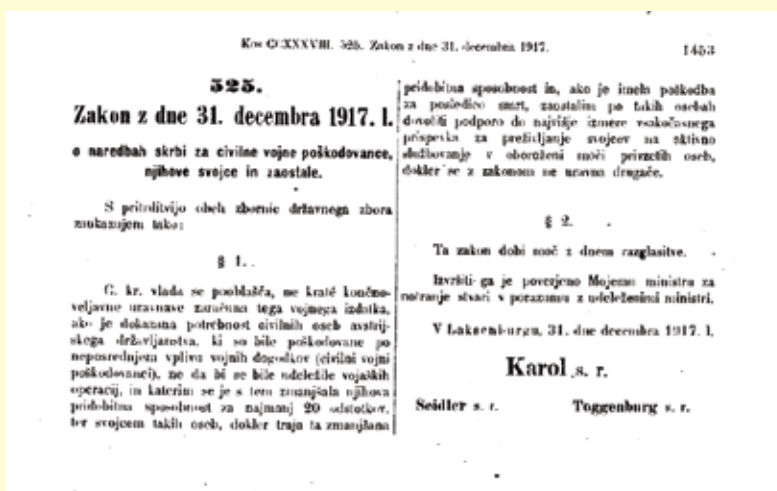 Kos CCXXXVIII. 525. Zakon z dne 31. decembra 1917.
1453
525.
Zakon z dne 31. decembra 1917. l.
o naredbah skrbi za civilne vojne poškodovance,
njihove svojce in zaostale.
S pritrditvijo obeh zbornic državnega zbora
zaukazujem tako:
§ 1.
C. kr. vlada se pooblašča, ne kraté končno-
veljavne uravnave zaračuna tega vojnega izdatka,
ako je dokazana potrebnost civilnih oseb avstrij-
skega državljanstva, ki so bile poškodovane po
neposrednjem vplivu vojnih dogodkov (civilni vojni
poškodovanci), ne da bi se bile udeležile vojaških
operacij, in katerim se je s tem zmanjšala njihova
pridobitna sposobnost za najmanj 20 odstotkov,
ter svojcem takih oseb, dokler traja ta zmanjšana
pridobitna sposobnost in, ako je imela poškodba
za posledico smrt, zaostalim po takih osebah
dovoliti podporo do najvišje izmere vsakočasnega
prispevka za preživljanje svojcev na aktivno
službovanje v oboroženi moči privzetih oseb,
dokler se z zakonom ne uravna drugače.
§ 2.
Ta zakon dobi moč z dnem razglasitve.
Izvršiti ga je poverjeno Mojemu ministru za
notranje stvari v porazumu z udeleženimi ministri.
V Laksenburgu, 31. dne decembra 1917. l.
Karol s. r.
Seidler s. r. Toggenburg s. r.